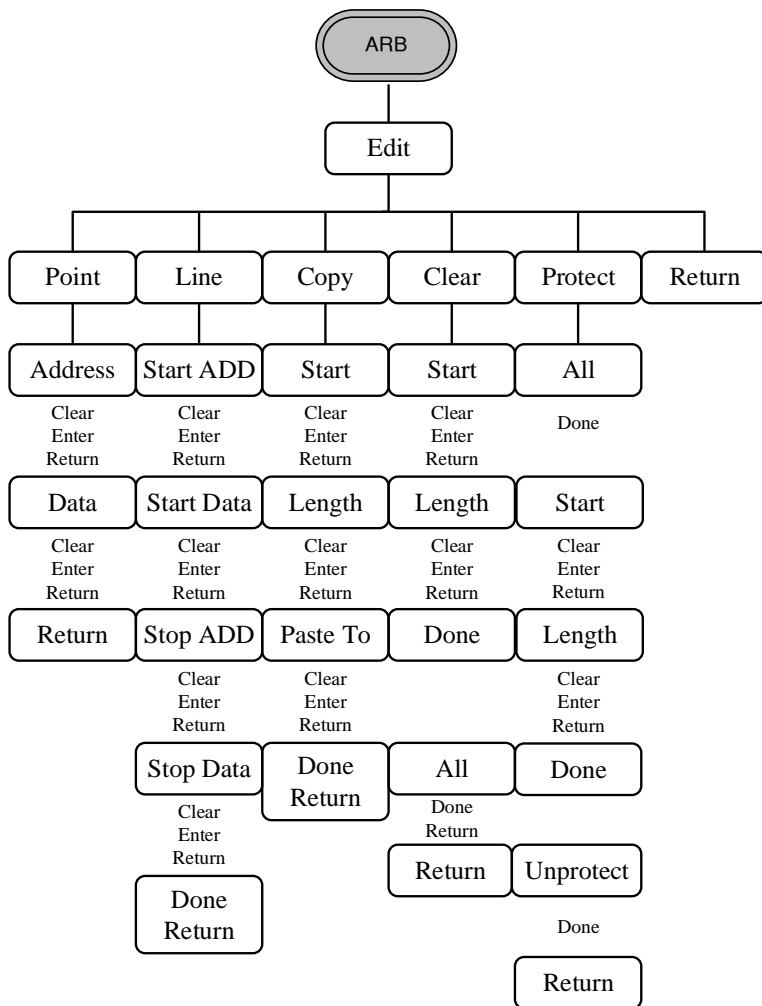 ARB
Edit
Point
Line
Copy
Clear
Protect
Return
Address
Clear
Enter
Return
Data
Clear
Enter
Return
Return
Start ADD
Clear
Enter
Return
Start Data
Clear
Enter
Return
Stop ADD
Clear
Enter
Return
Stop Data
Clear
Enter
Return
Done
Return
Start
Clear
Enter
Return
Length
Clear
Enter
Return
Paste To
Clear
Enter
Return
Done
Return
Start
Clear
Enter
Return
Length
Clear
Enter
Return
Done
All
Done
Return
Return
All
Done
Start
Clear
Enter
Return
Length
Clear
Enter
Return
Done
Unprotect
Done
Return